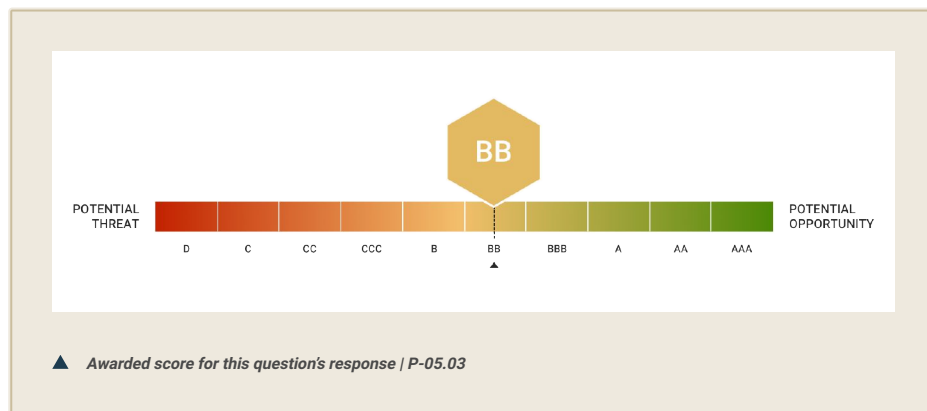 BB
POTENTIAL
THREAT
POTENTIAL
OPPORTUNITY
D C CC CCC B BB BBB A AA AAA
Awarded score for this question's response | P-05.03